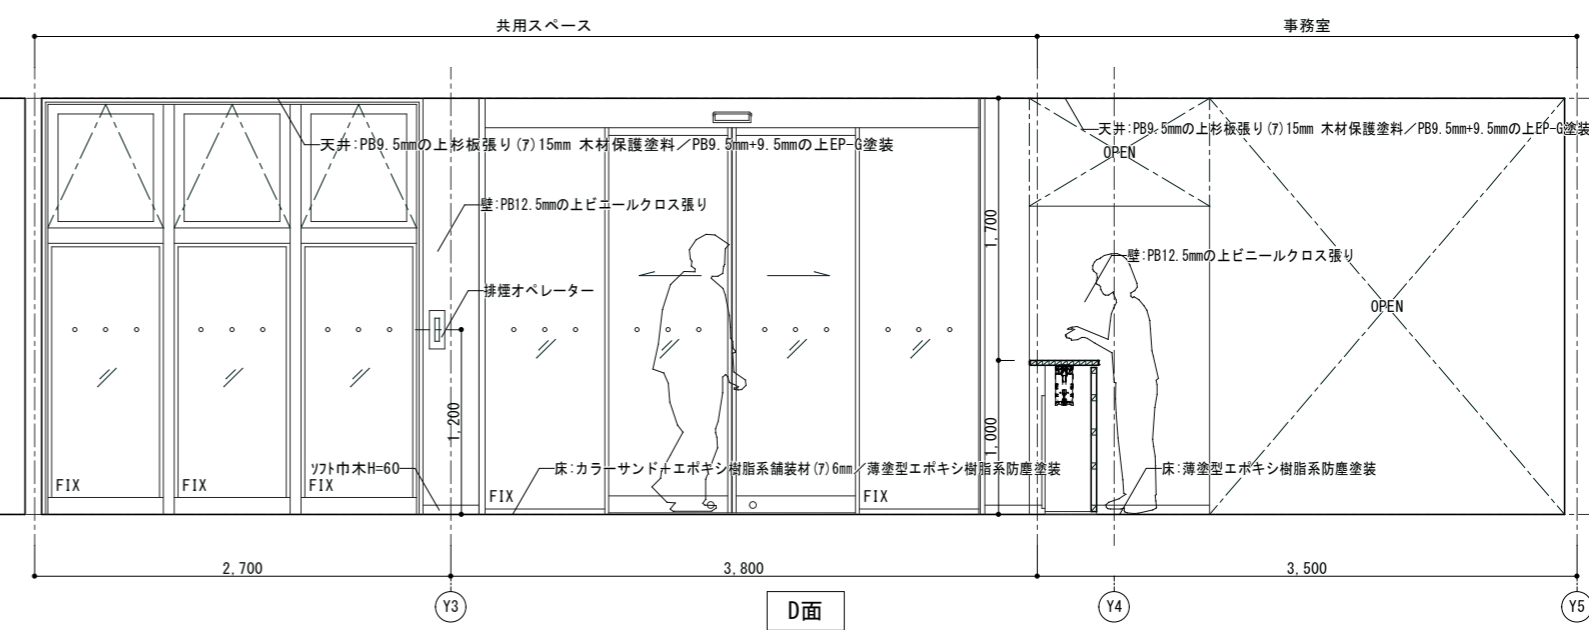 共用スペース
事務室
天井:PB9.5mmの上杉板張り(ｱ)15mm 木材保護塗料／PB9.5mm+9.5mmの上EP-G塗装
天井:PB9.5mmの上杉板張り(ｱ)15mm 木材保護塗料／PB9.5mm+9.5mmの上EP-G塗装
OPEN
壁:PB12.5mmの上ビニールクロス張り
1,700
壁:PB12.5mmの上ビニールクロス張り
排煙オペレーター
OPEN
1,200
1,000
ｿﾌﾄ巾木H=60
床:カラーサンド+エポキシ樹脂系舗装材(ｱ)6mm／薄塗型エポキシ樹脂系防塵塗装
床:薄塗型エポキシ樹脂系防塵塗装
FIX
FIX
FIX
FIX
FIX
2,700
3,800
3,500
Y3
D面
Y4
Y5